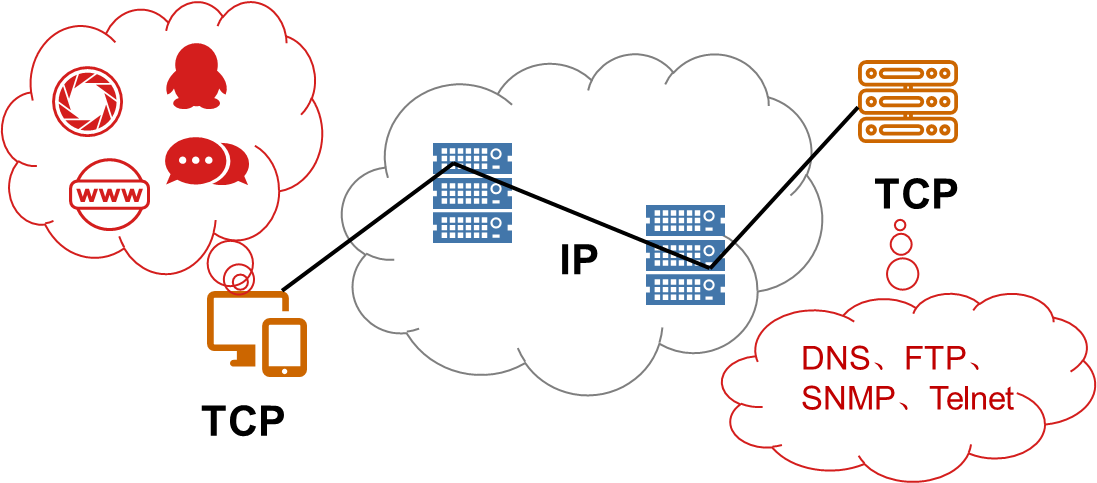 WWW
TCP
IP
TCP
DNS、FTP、
SNMP、Telnet